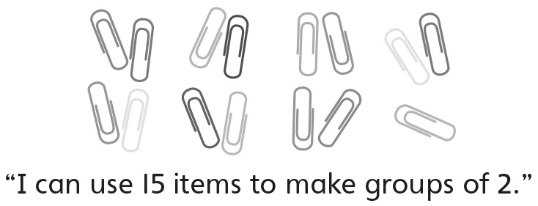 “I can use 15 items to make groups of 2.”